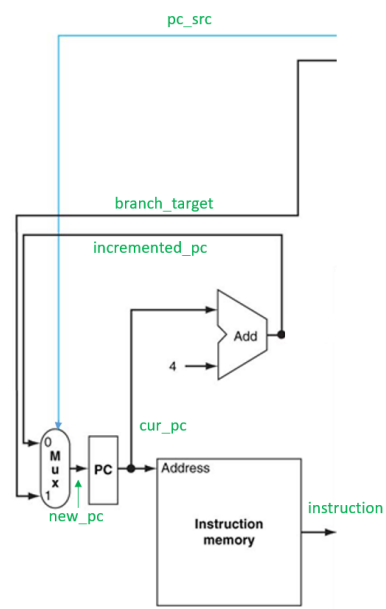 pc_src
branch_target
incremented_pc
Add
4
cur_pc
0
M
u
x
1
PC
Address
new_pc
Instruction
memory
instruction